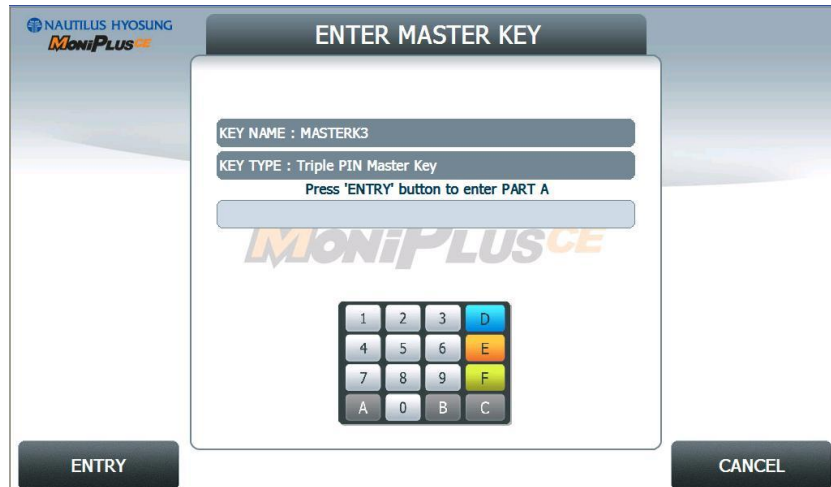 NAUTILUS HYOSUNG
MONiPLUSCE
ENTER MASTER KEY
KEY NAME : MASTERK3
KEY TYPE : Triple PIN Master Key
Press 'ENTRY' button to enter PART A
MONiPLUSCE
1 2 3 D
4 5 6 E
7 8 9 F
A 0 B C
ENTRY
CANCEL